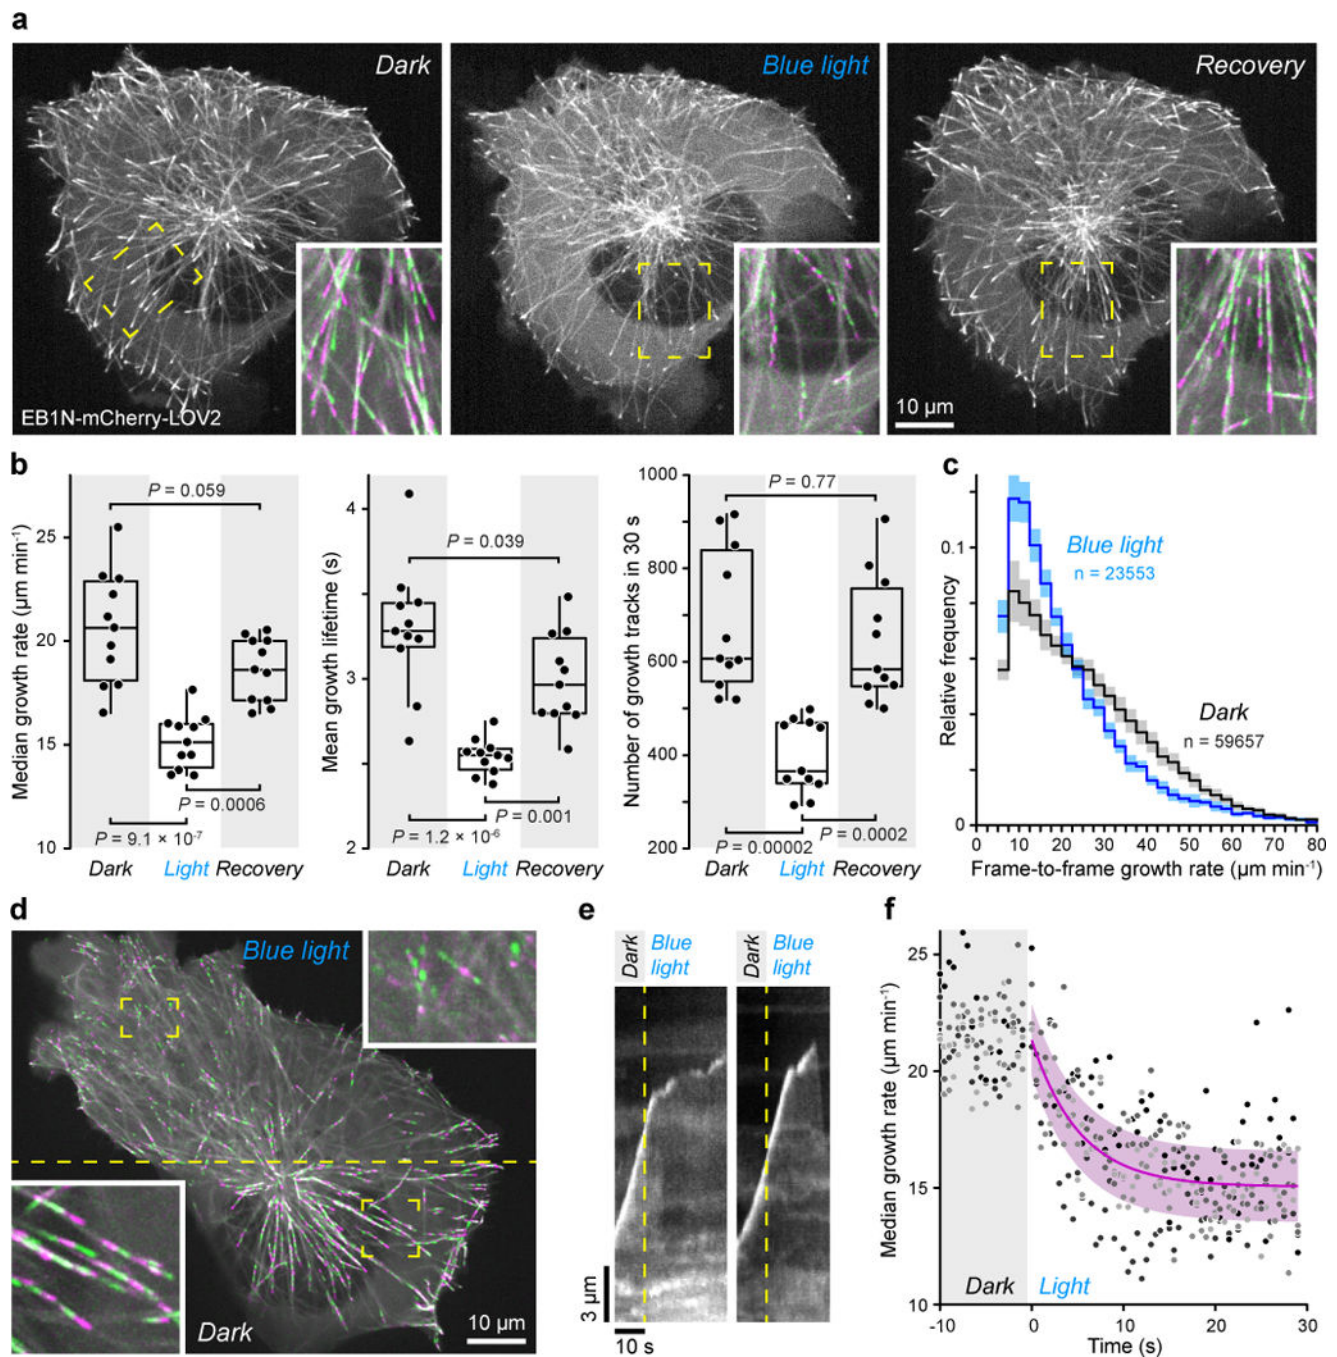 a
Dark
Blue light
Recovery
EB1N-mCherry-LOV2
10 µm
b
Median growth rate (µm min⁻¹)
25
20
15
10
P = 0.059
P = 0.0006
P = 9.1 × 10⁻⁷
Dark Light Recovery
Mean growth lifetime (s)
4
3
2
P = 0.039
P = 0.001
P = 1.2 × 10⁻⁶
Dark Light Recovery
Number of growth tracks in 30 s
1000
800
600
400
200
P = 0.77
P = 0.0002
P = 0.00002
Dark Light Recovery
c
Relative frequency
0.1
0
Blue light
n = 23553
Dark
n = 59657
0 10 20 30 40 50 60 70 80
Frame-to-frame growth rate (µm min⁻¹)
d
Blue light
Dark
10 µm
e
Dark
Blue
light
Dark
Blue
light
3 µm
10 s
f
Median growth rate (µm min⁻¹)
25
20
15
10
Dark Light
-10 0 10 20 30
Time (s)